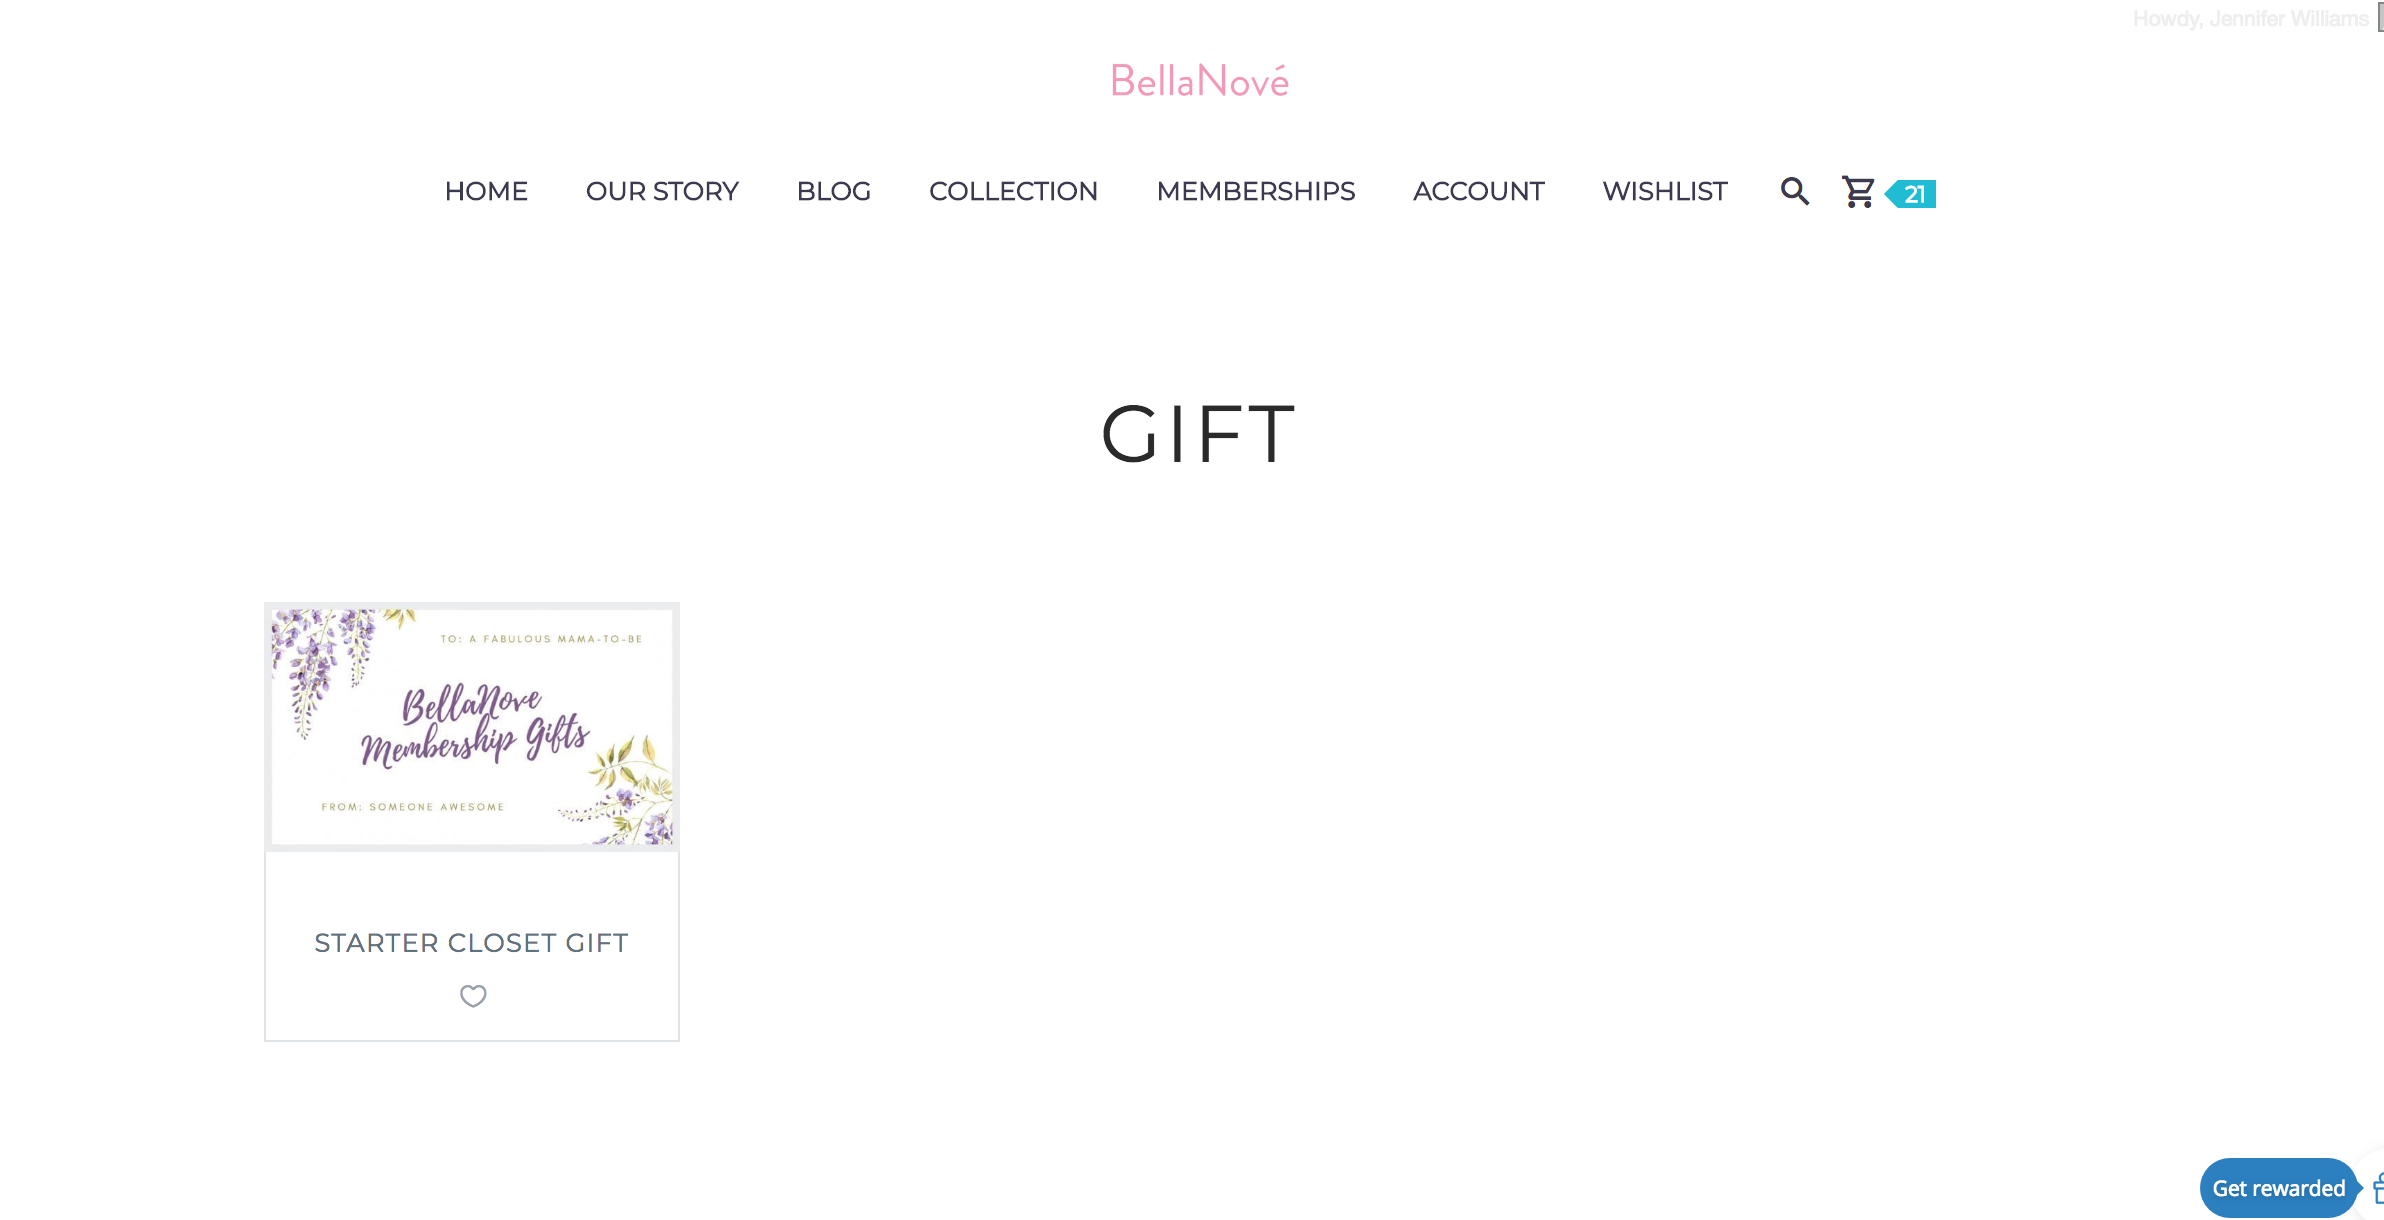 Howdy, Jennifer Williams
BellaNové
HOME OUR STORY BLOG COLLECTION MEMBERSHIPS ACCOUNT WISHLIST 21
GIFT
TO: A FABULOUS MAMA-TO-BE
BellaNove
Membership Gifts
FROM: SOMEONE AWESOME
STARTER CLOSET GIFT
Get rewarded